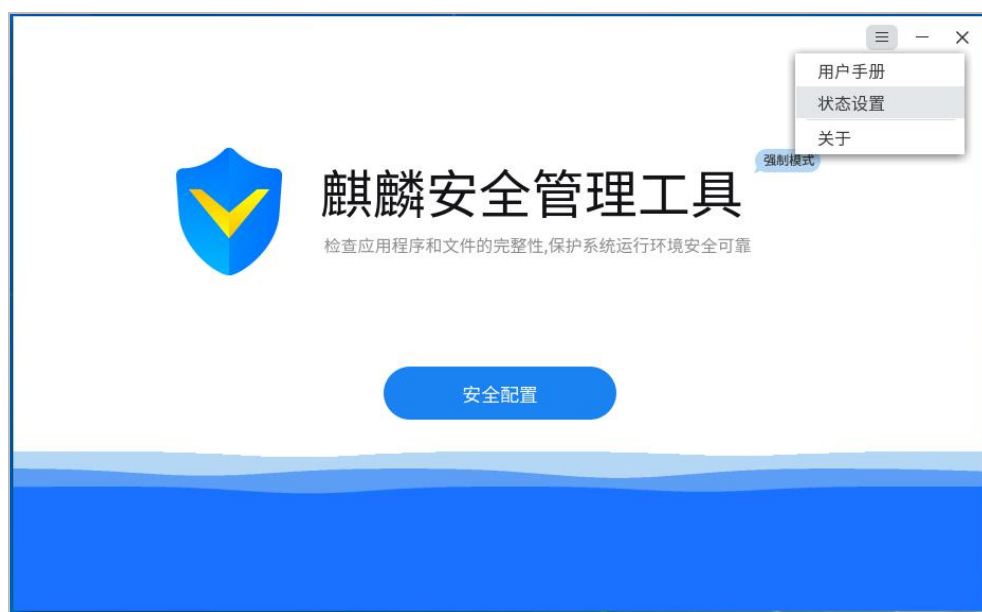 用户手册
状态设置
关于
强制模式
麒麟安全管理工具
检查应用程序和文件的完整性,保护系统运行环境安全可靠
安全配置